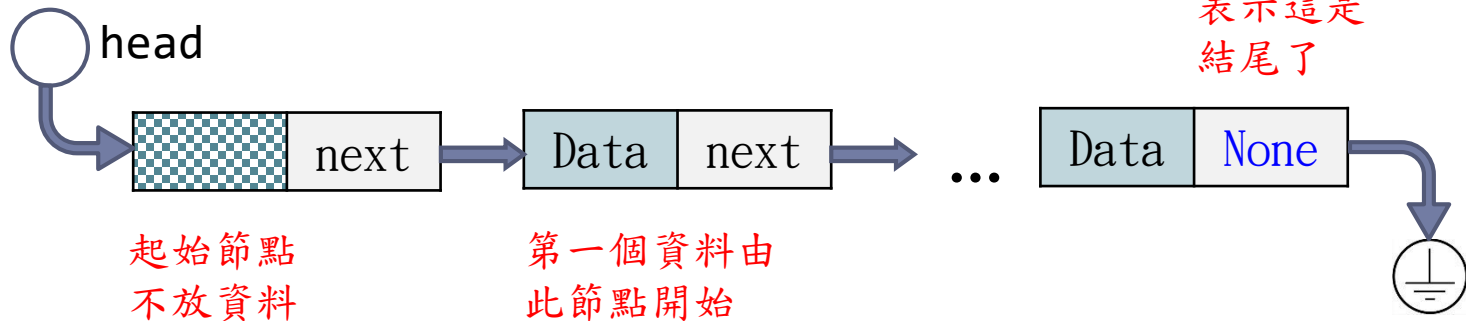 表示這是
結尾了
head
next
Data next
...
Data None
起始節點
不放資料
第一個資料由
此節點開始